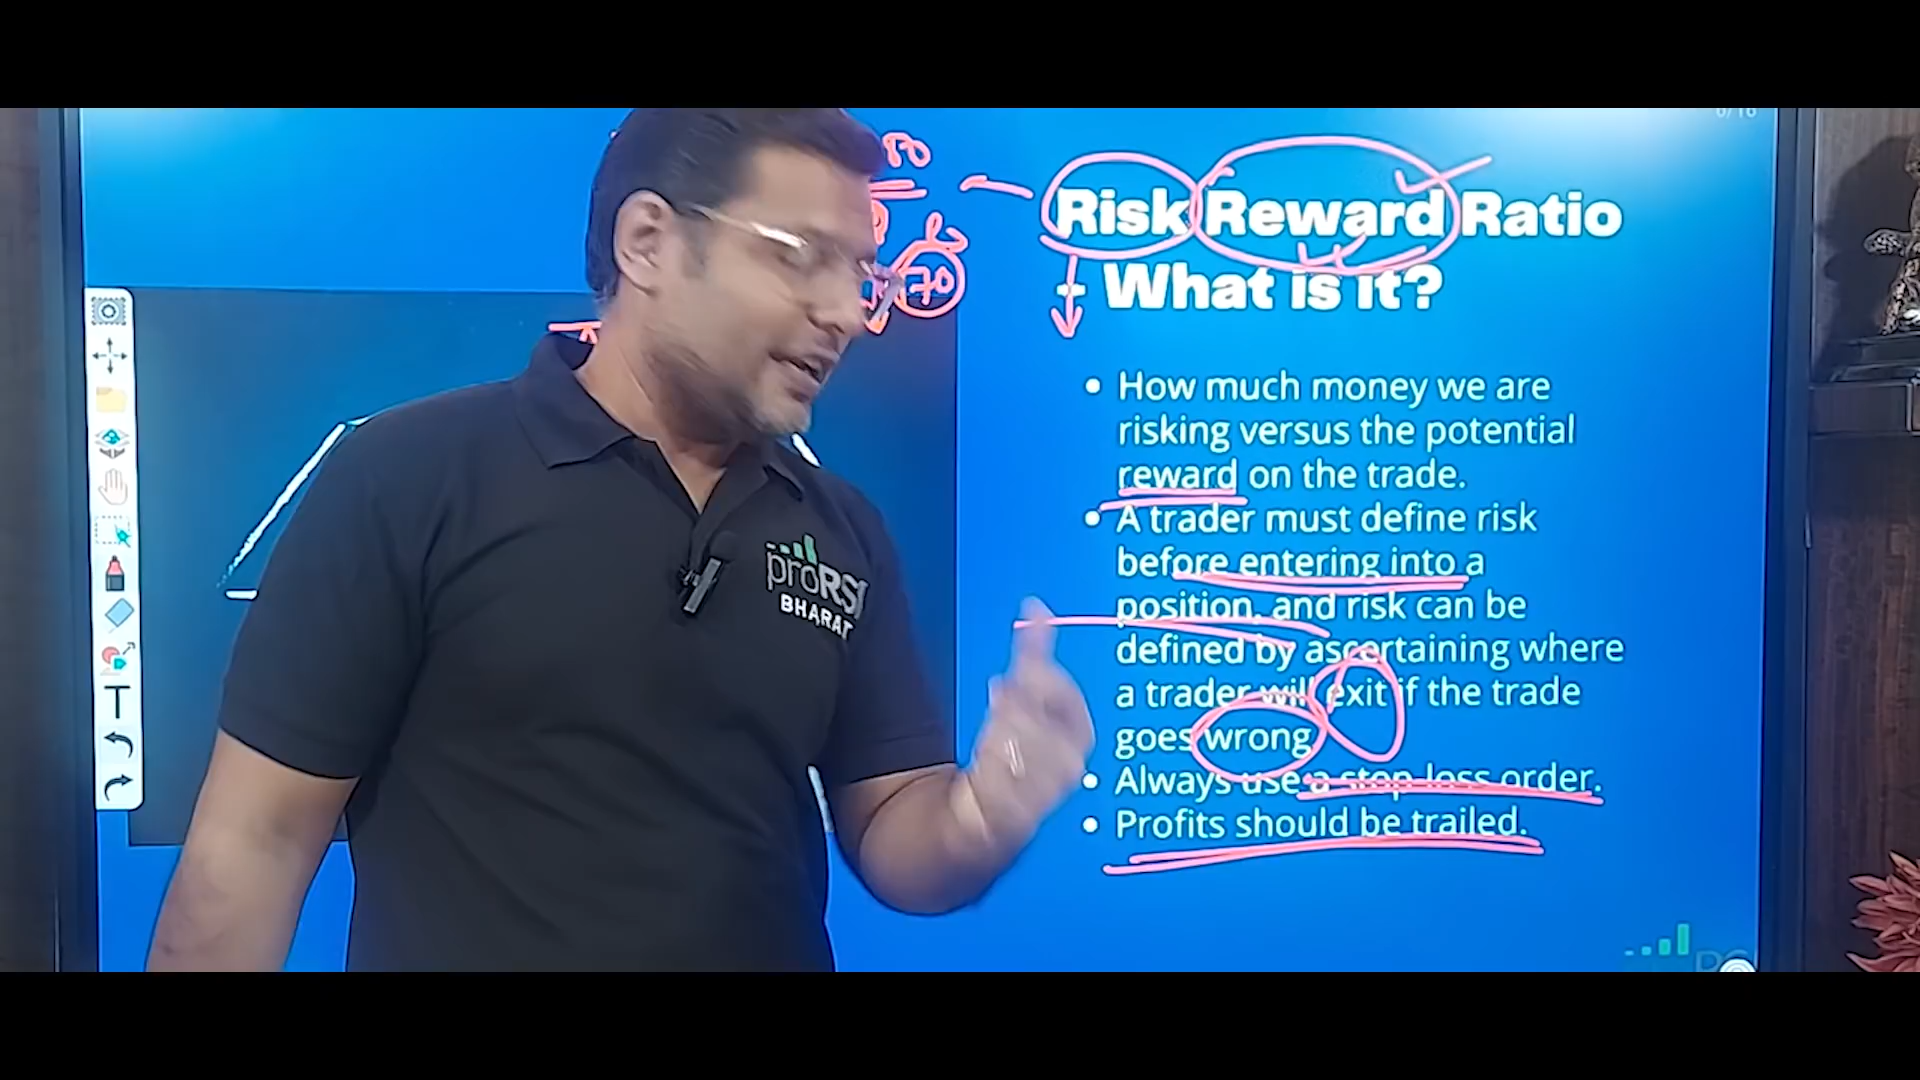 50
70
Risk Reward Ratio
- What is it?
• How much money we are
risking versus the potential
reward on the trade.
• A trader must define risk
before entering into a
position, and risk can be
defined by ascertaining where
a trader will exit if the trade
goes wrong
• Always use a stop loss order.
• Profits should be trailed.
proRSI
BHARAT
T